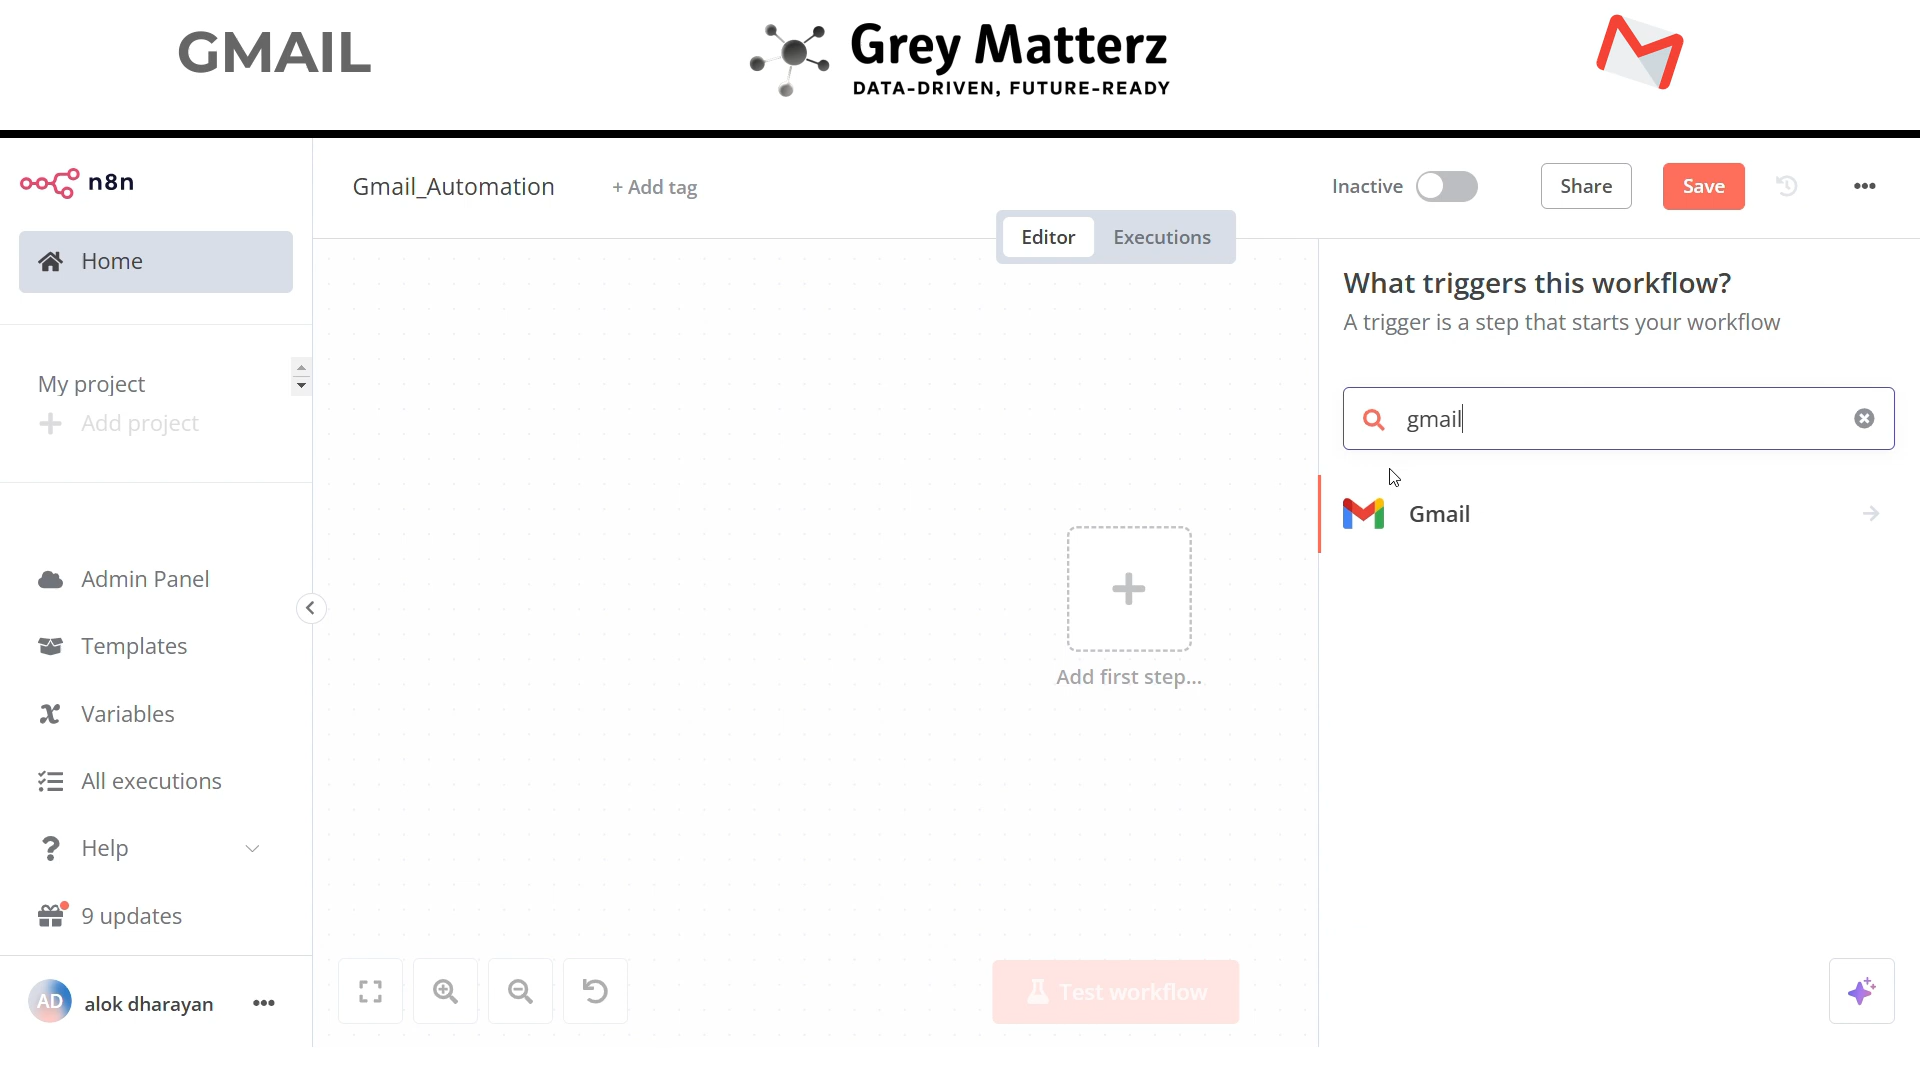 GMAIL
Grey Matterz
DATA-DRIVEN, FUTURE-READY
n8n
Gmail_Automation
+ Add tag
Inactive
Share
Save
Editor
Executions
Home
My project
Add project
Admin Panel
Templates
Variables
All executions
Help
9 updates
AD
alok dharayan
Add first step...
Test workflow
What triggers this workflow?
A trigger is a step that starts your workflow
gmail
Gmail